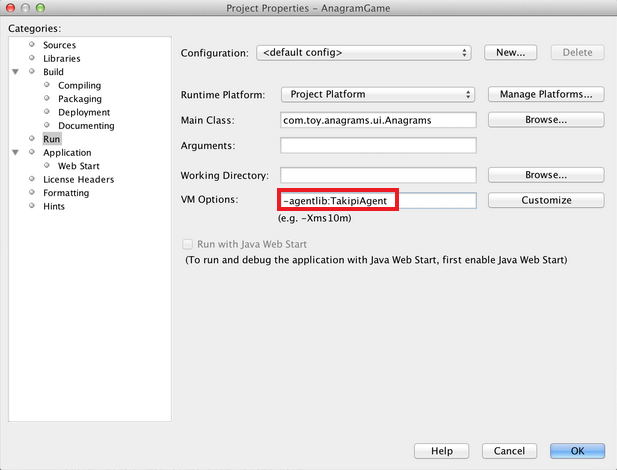 Project Properties - AnagramGame
Categories:
Sources
Libraries
Build
Compiling
Packaging
Deployment
Documenting
Run
Application
Web Start
License Headers
Formatting
Hints
Configuration: <default config> New... Delete
Runtime Platform: Project Platform Manage Platforms...
Main Class: com.toy.anagrams.ui.Anagrams Browse...
Arguments:
Working Directory: Browse...
VM Options: -agentlib:TakipiAgent Customize
(e.g. -Xms10m)
Run with Java Web Start
(To run and debug the application with Java Web Start, first enable Java Web Start)
Help Cancel OK